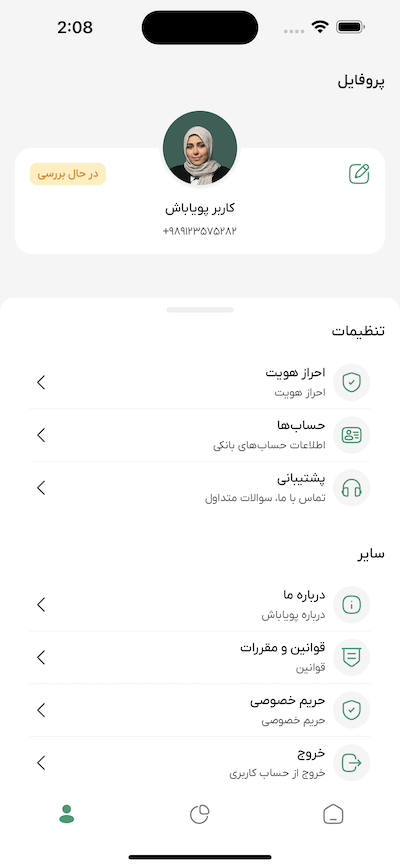 2:08
پروفایل
در حال بررسی
کاربر پویاباش
+۹۸۹۱۲۳۵۷۵۲۸۲
تنظیمات
احراز هویت
احراز هویت
حساب‌ها
اطلاعات حساب‌های بانکی
پشتیبانی
تماس با ما، سوالات متداول
سایر
درباره ما
درباره پویاباش
قوانین و مقررات
قوانین
حریم خصوصی
حریم خصوصی
خروج
خروج از حساب کاربری